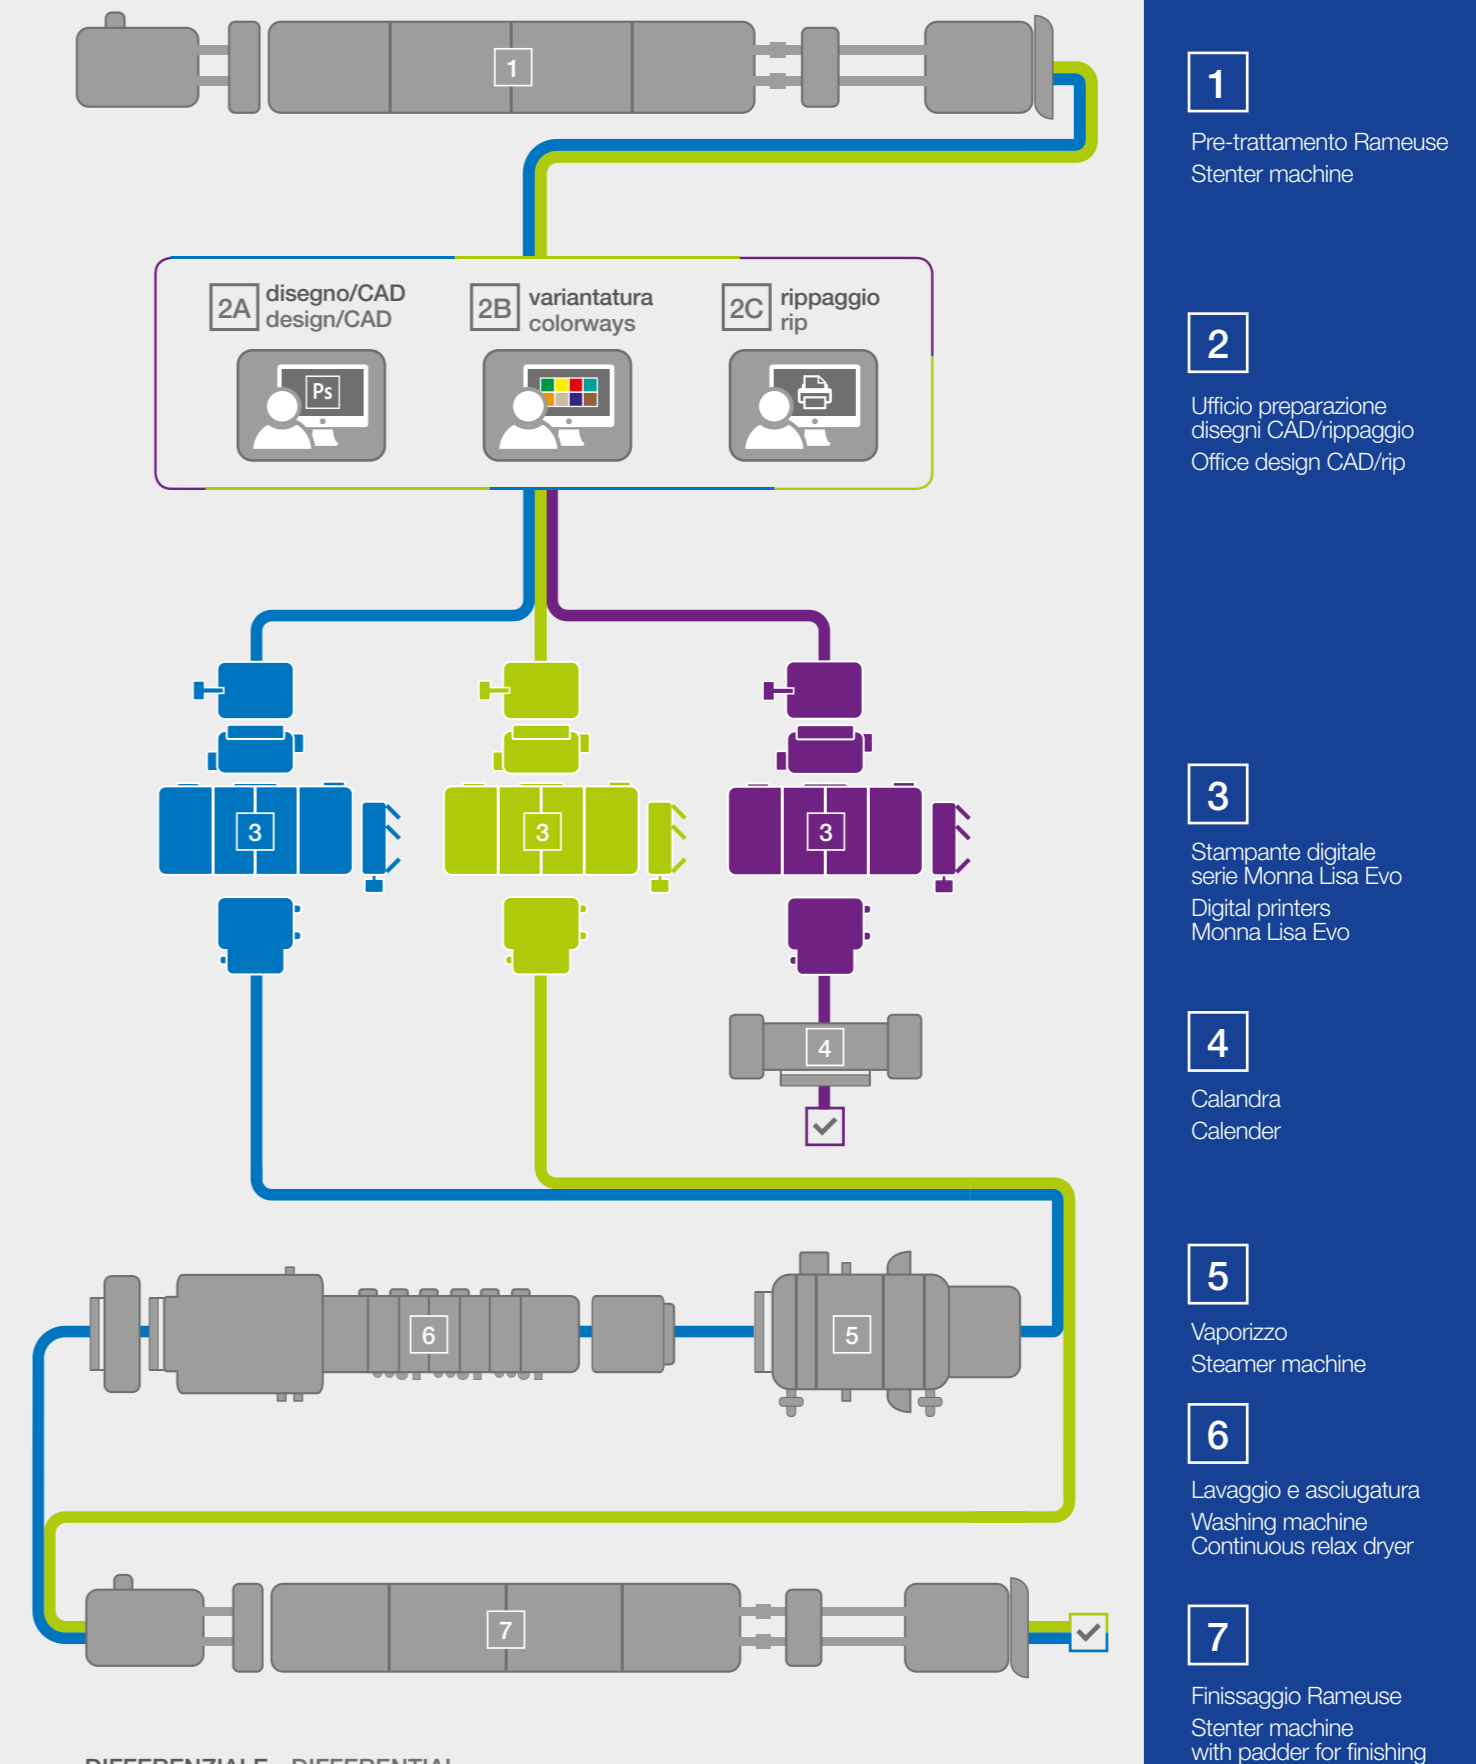 1
1
Pre-trattamento Rameuse
Stenter machine
2A
disegno/CAD
design/CAD
2B
variantatura
colorways
2C
rippaggio
rip
Ps
2
Ufficio preparazione
disegni CAD/rippaggio
Office design CAD/rip
3
3
3
3
Stampante digitale
serie Monna Lisa Evo
Digital printers
Monna Lisa Evo
4
4
Calandra
Calender
6
5
5
Vaporizzo
Steamer machine
6
Lavaggio e asciugatura
Washing machine
Continuous relax dryer
7
7
Finissaggio Rameuse
Stenter machine
with padder for finishing
DIFFERENZIALE DIFFERENTIAL